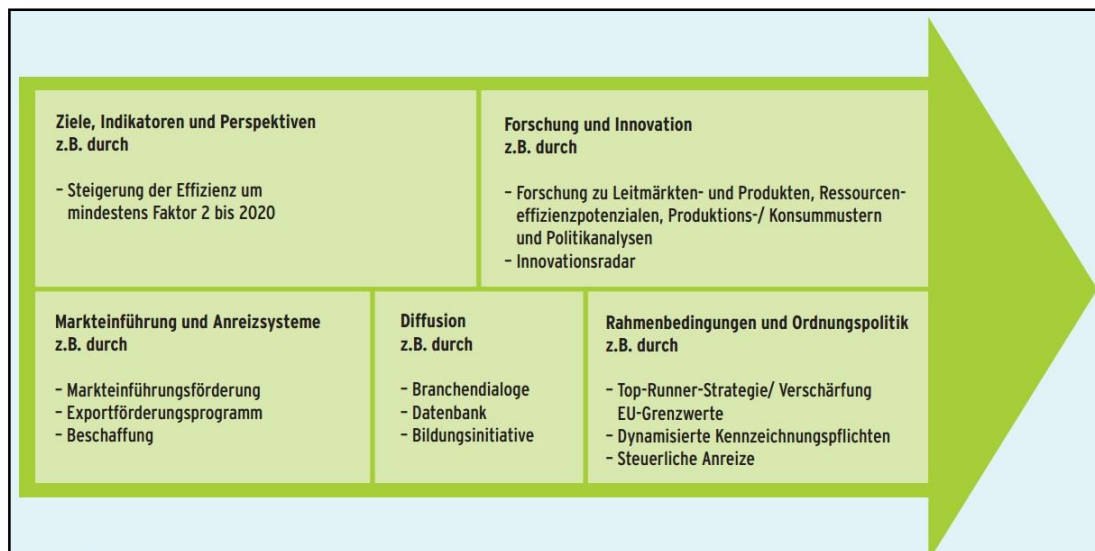 Ziele, Indikatoren und Perspektiven
z.B. durch
– Steigerung der Effizienz um
mindestens Faktor 2 bis 2020
Forschung und Innovation
z.B. durch
– Forschung zu Leitmärkten- und Produkten, Ressourcen-
effizienzpotenzialen, Produktions-/ Konsummustern
und Politikanalysen
– Innovationsradar
Markteinführung und Anreizsysteme
z.B. durch
– Markteinführungsförderung
– Exportförderungsprogramm
– Beschaffung
Diffusion
z.B. durch
– Branchendialoge
– Datenbank
– Bildungsinitiative
Rahmenbedingungen und Ordnungspolitik
z.B. durch
– Top-Runner-Strategie/ Verschärfung
EU-Grenzwerte
– Dynamisierte Kennzeichnungspflichten
– Steuerliche Anreize